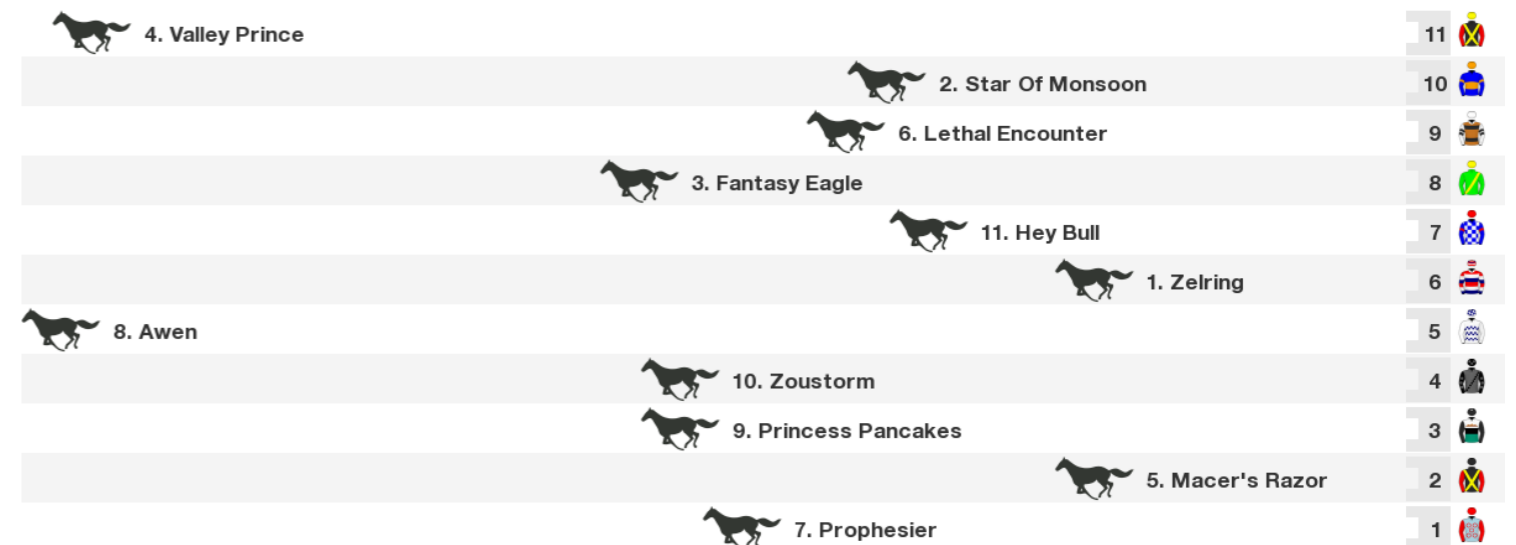 4. Valley Prince 11
2. Star Of Monsoon 10
6. Lethal Encounter 9
3. Fantasy Eagle 8
11. Hey Bull 7
1. Zelring 6
8. Awen 5
10. Zoustorm 4
9. Princess Pancakes 3
5. Macer's Razor 2
7. Prophesier 1